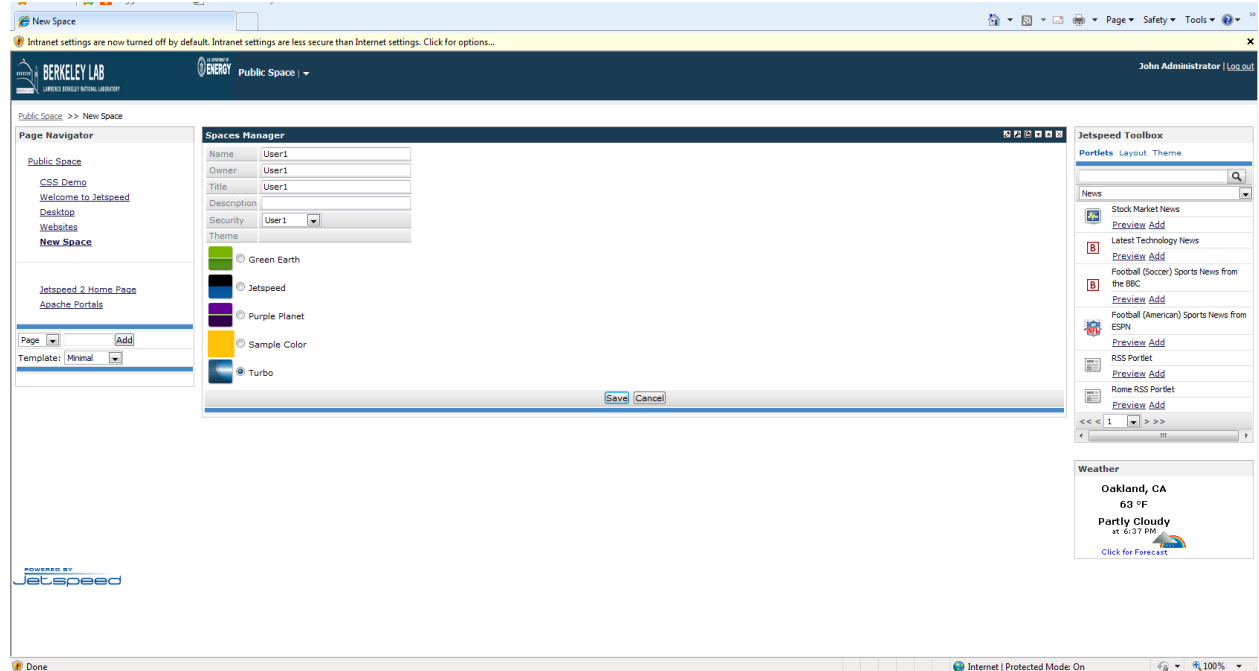 New Space
Page Safety Tools »
Intranet settings are now turned off by default. Intranet settings are less secure than Internet settings. Click for options...
BERKELEY LAB
LAWRENCE BERKELEY NATIONAL LABORATORY
U.S. DEPARTMENT OF
ENERGY
Public Space |
John Administrator | Log out
Public Space >> New Space
Page Navigator
Public Space
CSS Demo
Welcome to Jetspeed
Desktop
Websites
New Space
Jetspeed 2 Home Page
Apache Portals
Page Add
Template: Minimal
Spaces Manager
Name User1
Owner User1
Title User1
Description
Security User1
Theme
Green Earth
Jetspeed
Purple Planet
Sample Color
Turbo
Save Cancel
Jetspeed Toolbox
Portlets Layout Theme
News
Stock Market News
Preview Add
B Latest Technology News
Preview Add
Football (Soccer) Sports News from
B the BBC
Preview Add
Football (American) Sports News from
NFL ESPN
Preview Add
RSS Portlet
Preview Add
Rome RSS Portlet
Preview Add
<< < 1 > >>
Weather
Oakland, CA
63 °F
Partly Cloudy
at 6:37 PM
Click for Forecast
POWERED BY
Jetspeed
Done
Internet | Protected Mode: On
100%